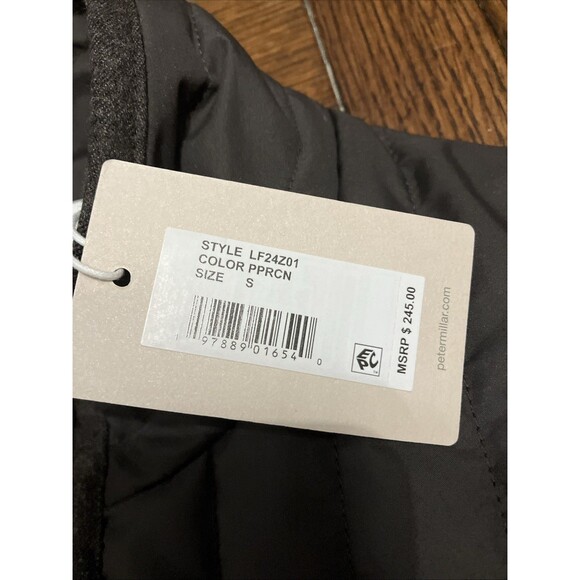 STYLE LF24Z01
COLOR PPRCN
SIZE S
97889 01654 0
MSRP $ 245.00
petermillar.com